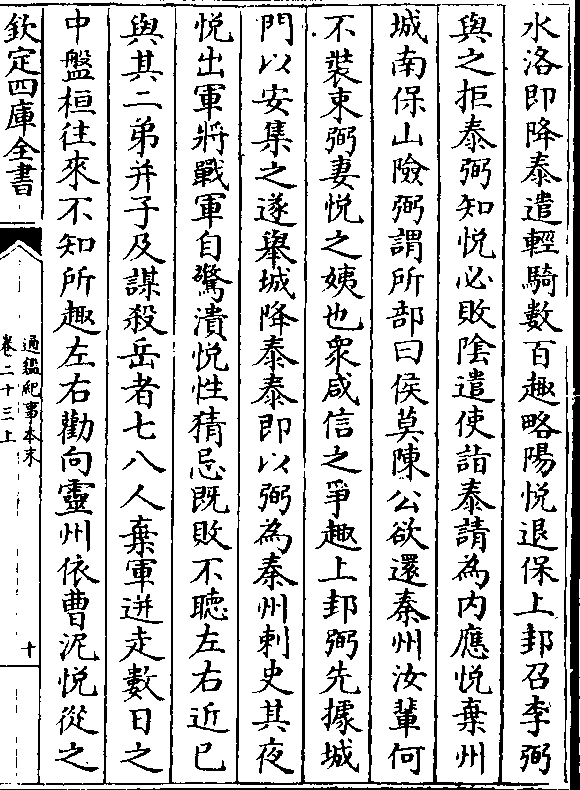 水洛即降泰遣輕騎數百趣略陽悅退保上邽召李弼
與之拒泰弼知悅必敗隂遣使詣泰請為内應悅棄州
城南保山險弼謂所部曰侯莫陳公欲還秦州汝輩何
不裝束弼妻悅之姨也衆咸信之爭趣上邽弼先據城
門以安集之遂舉城降泰泰即以弼為秦州刺史其夜
悅出軍將戰軍自驚潰悅性猜忌既敗不聽左右近已
與其二弟并子及謀殺岳者七八人棄軍迸走數日之
中盤桓往來不知所趣左右勸向靈州依曹泥悅從之
欽定四庫全書
通鑑紀事本末
卷二十三上
十